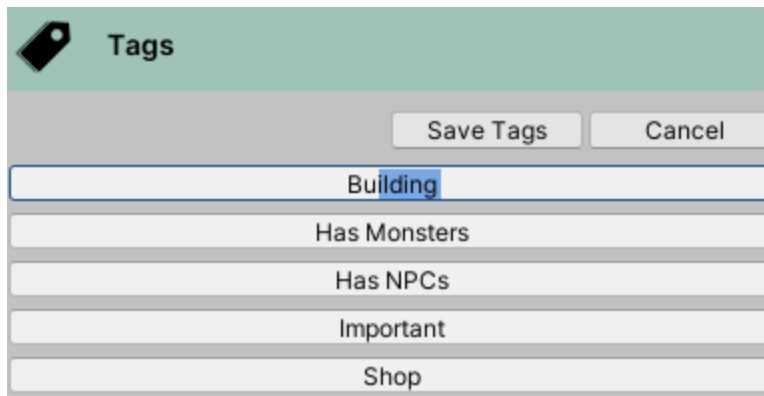 Tags
Save Tags Cancel
Building
Has Monsters
Has NPCs
Important
Shop